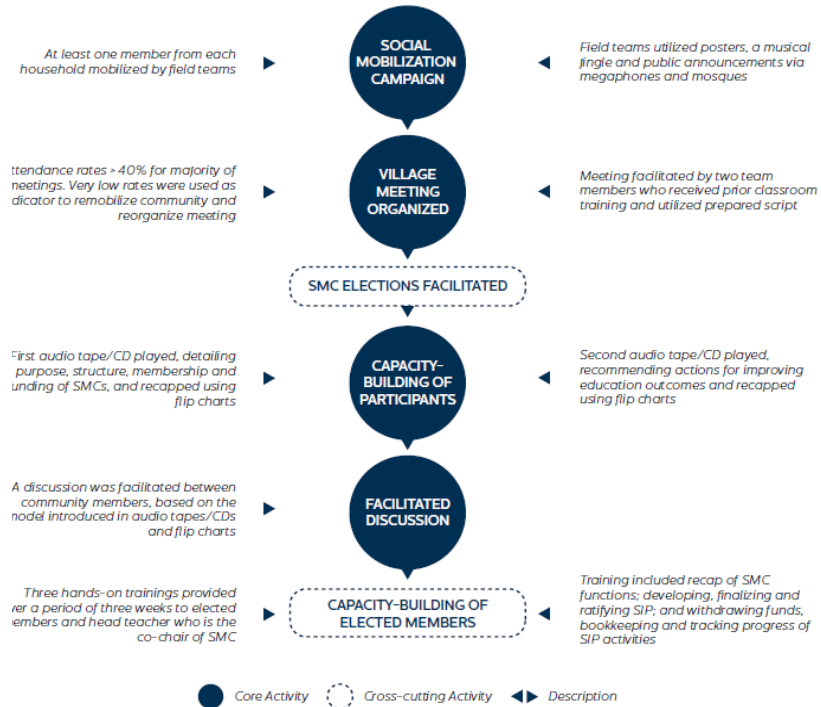 SOCIAL
MOBILIZATION
CAMPAIGN
At least one member from each
household mobilized by field teams
Field teams utilized posters, a musical
jingle and public announcements via
megaphones and mosques
VILLAGE
MEETING
ORGANIZED
ttendance rates > 40% for majority of
meetings. Very low rates were used as
dicator to remobilize community and
reorganize meeting
Meeting facilitated by two team
members who received prior classroom
training and utilized prepared script
SMC ELECTIONS FACILITATED
CAPACITY-
BUILDING OF
PARTICIPANTS
First audio tape/CD played, detailing
purpose, structure, membership and
unding of SMCs, and recapped using
flip charts
Second audio tape/CD played,
recommending actions for improving
education outcomes and recapped
using flip charts
FACILITATED
DISCUSSION
A discussion was facilitated between
community members, based on the
model introduced in audio tapes/CDs
and flip charts
CAPACITY-BUILDING OF
ELECTED MEMBERS
Three hands-on trainings provided
ver a period of three weeks to elected
members and head teacher who is the
co-chair of SMC
Training included recap of SMC
functions; developing, finalizing and
ratifying SIP; and withdrawing funds,
bookkeeping and tracking progress of
SIP activities
Core Activity
Cross-cutting Activity
Description